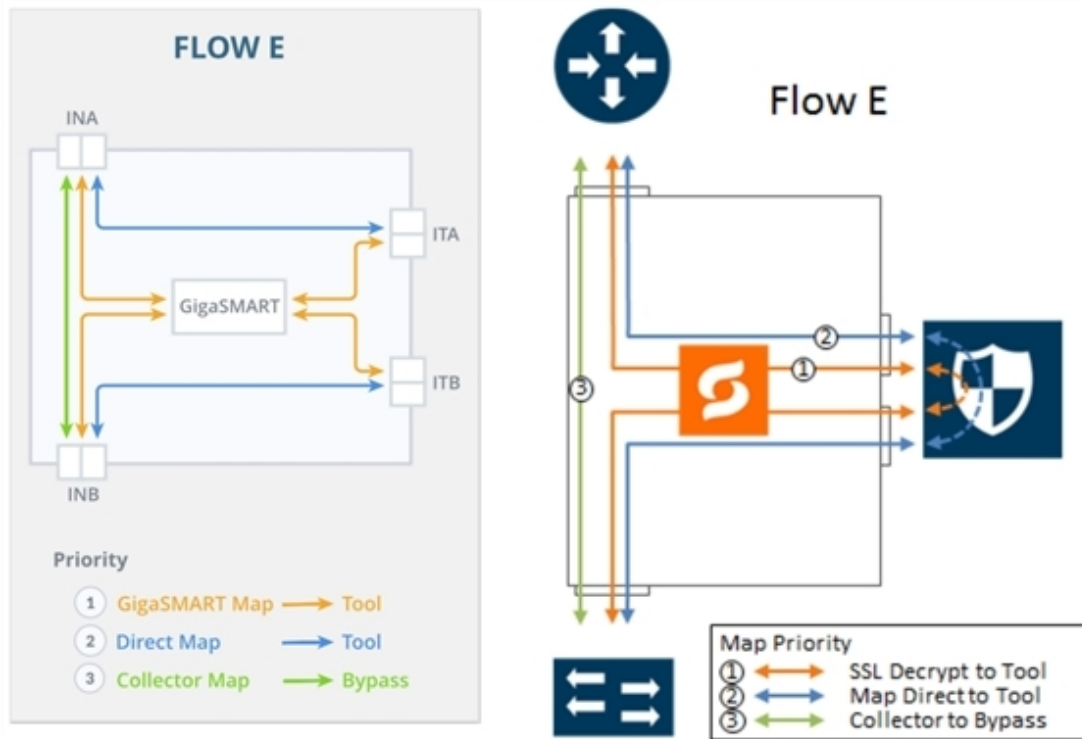 FLOW E
INA
ITA
GigaSMART
ITB
INB
Priority
1 GigaSMART Map Tool
2 Direct Map Tool
3 Collector Map Bypass
Flow E
2
1
3
Map Priority
1 SSL Decrypt to Tool
2 Map Direct to Tool
3 Collector to Bypass